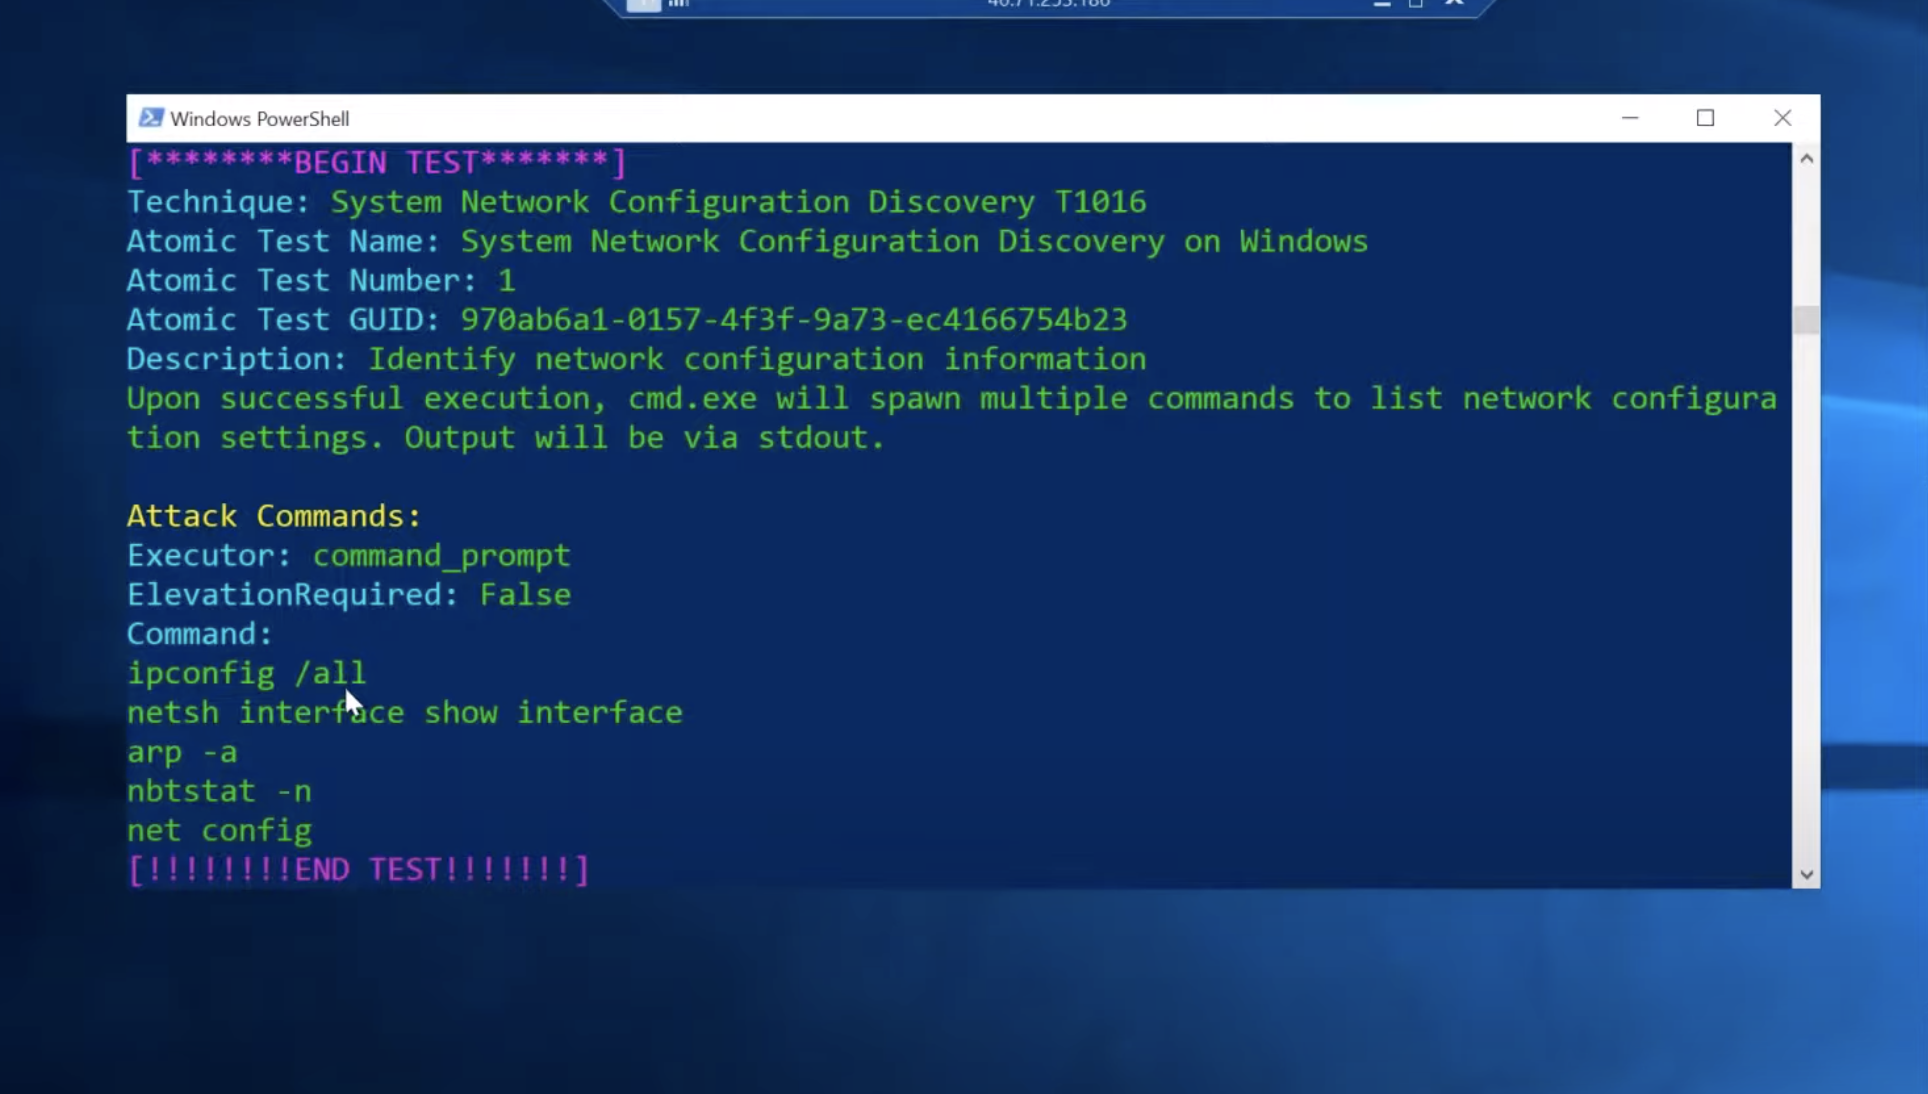 Windows PowerShell
[********BEGIN TEST*******]
Technique: System Network Configuration Discovery T1016
Atomic Test Name: System Network Configuration Discovery on Windows
Atomic Test Number: 1
Atomic Test GUID: 970ab6a1-0157-4f3f-9a73-ec4166754b23
Description: Identify network configuration information
Upon successful execution, cmd.exe will spawn multiple commands to list network configura
tion settings. Output will be via stdout.
Attack Commands:
Executor: command_prompt
ElevationRequired: False
Command:
ipconfig /all
netsh interface show interface
arp -a
nbtstat -n
net config
[!!!!!!!!END TEST!!!!!!!]